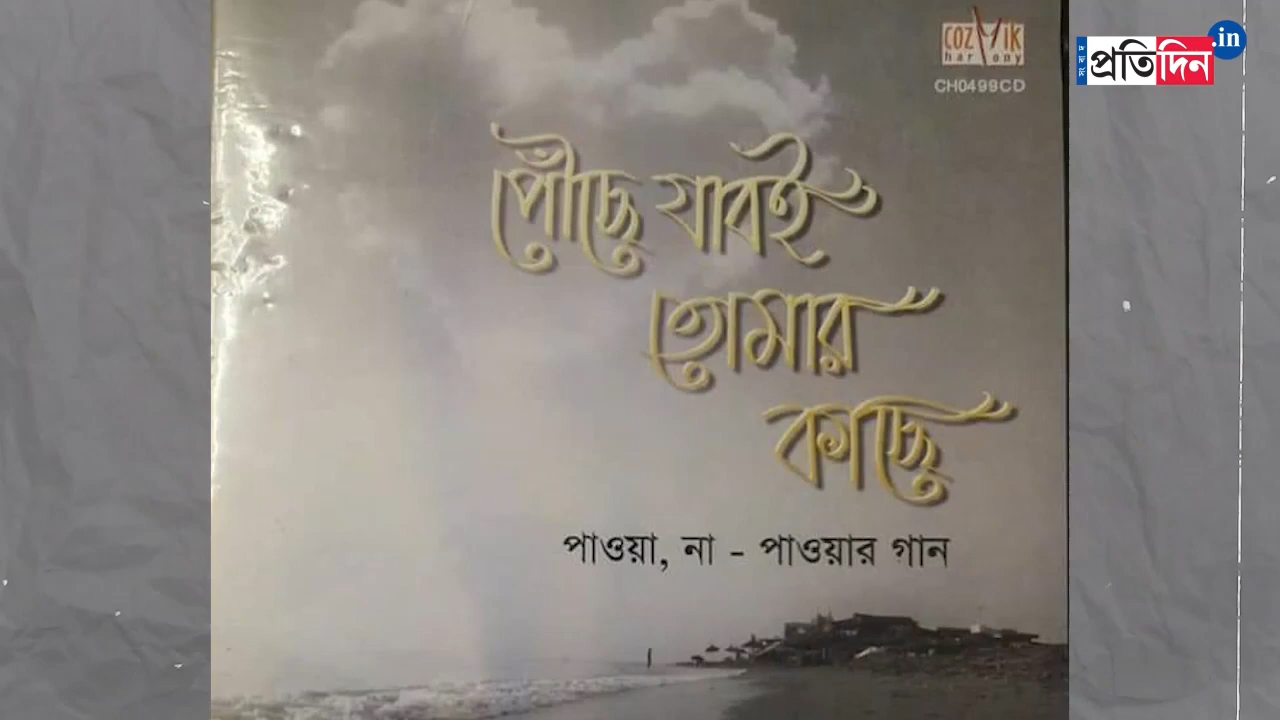 COZMIK
harmony
CH0499CD
সংবাদ
প্রতিদিন
.in
পৌঁছে যাবই
তোমার
কাছে
পাওয়া, না - পাওয়ার গান